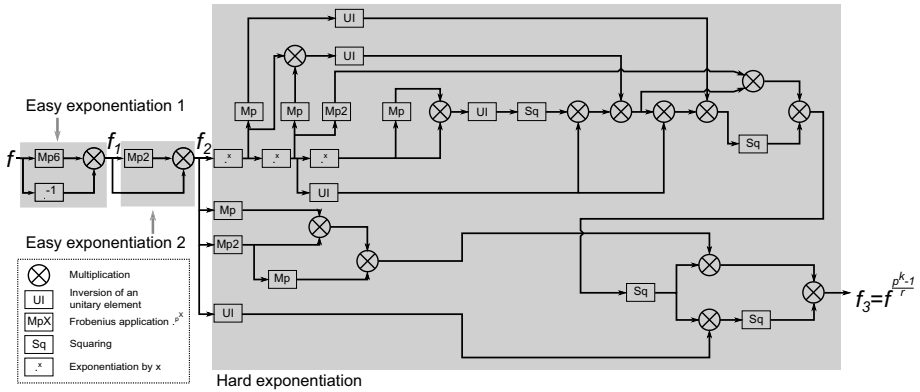 UI
UI
Mp
Mp
Mp2
Mp
UI
Sq
Sq
Easy exponentiation 1
f
Mp6
.-1
f1
Mp2
f2
.x
.x
.x
UI
Easy exponentiation 2
Mp
Mp2
Mp
UI
Sq
Sq
f3=f (p^k-1)/r
Multiplication
UI
Inversion of an
unitary element
MpX
Frobenius application .p^X
Sq
Squaring
.x
Exponentiation by x
Hard exponentiation